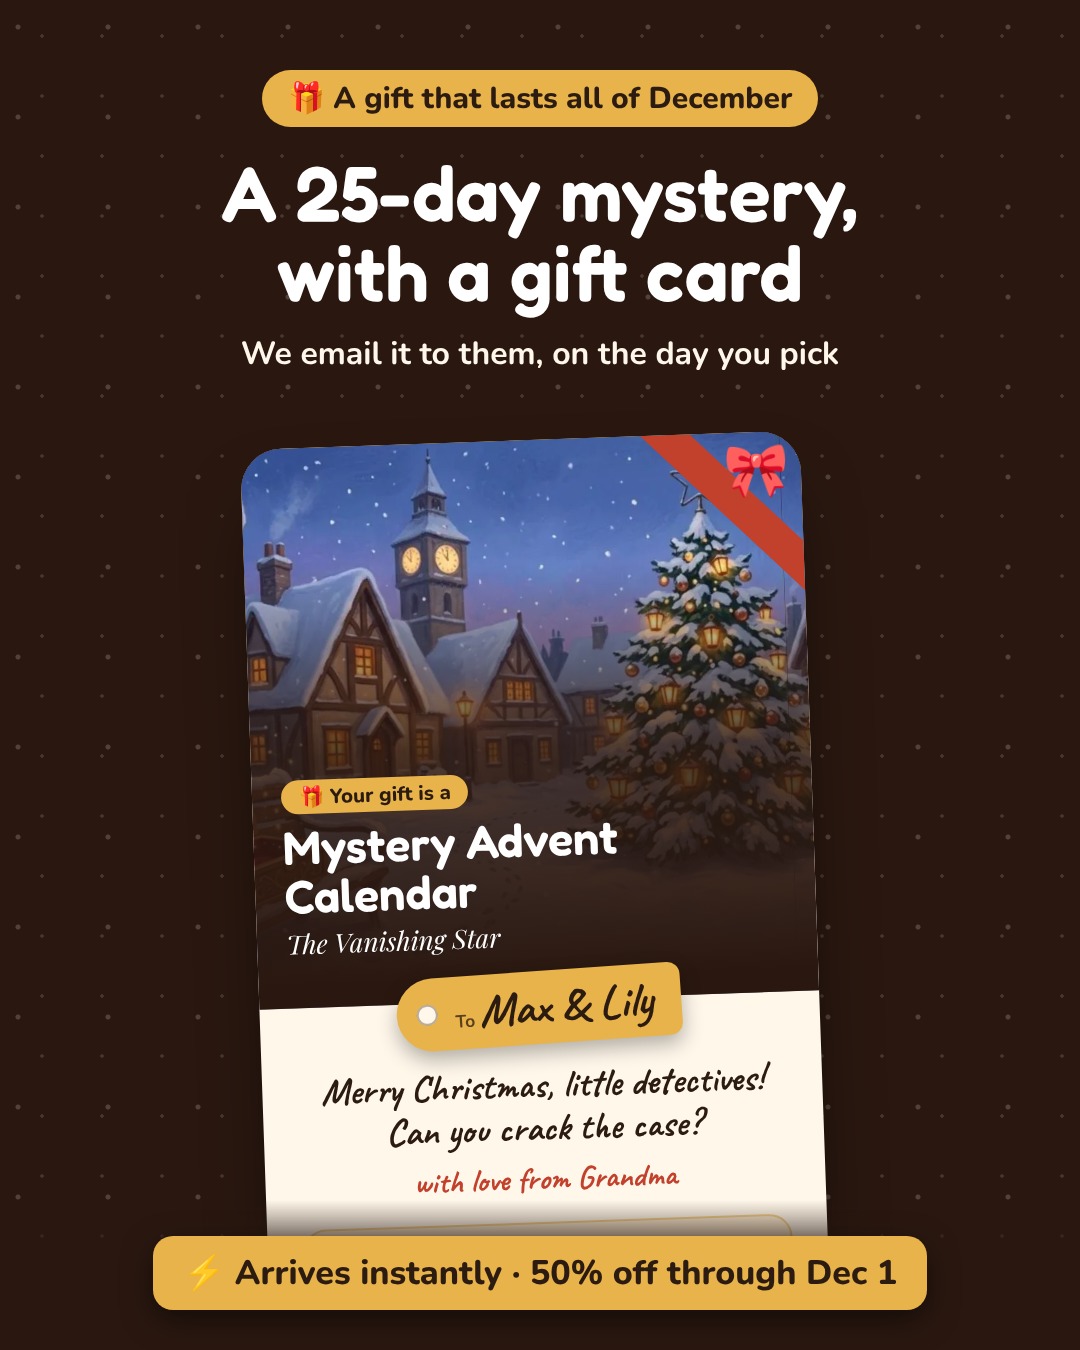 🎁 A gift that lasts all of December
A 25-day mystery,
with a gift card
We email it to them, on the day you pick
🎁 Your gift is a
Mystery Advent
Calendar
The Vanishing Star
To Max & Lily
Merry Christmas, little detectives!
Can you crack the case?
with love from Grandma
⚡ Arrives instantly · 50% off through Dec 1